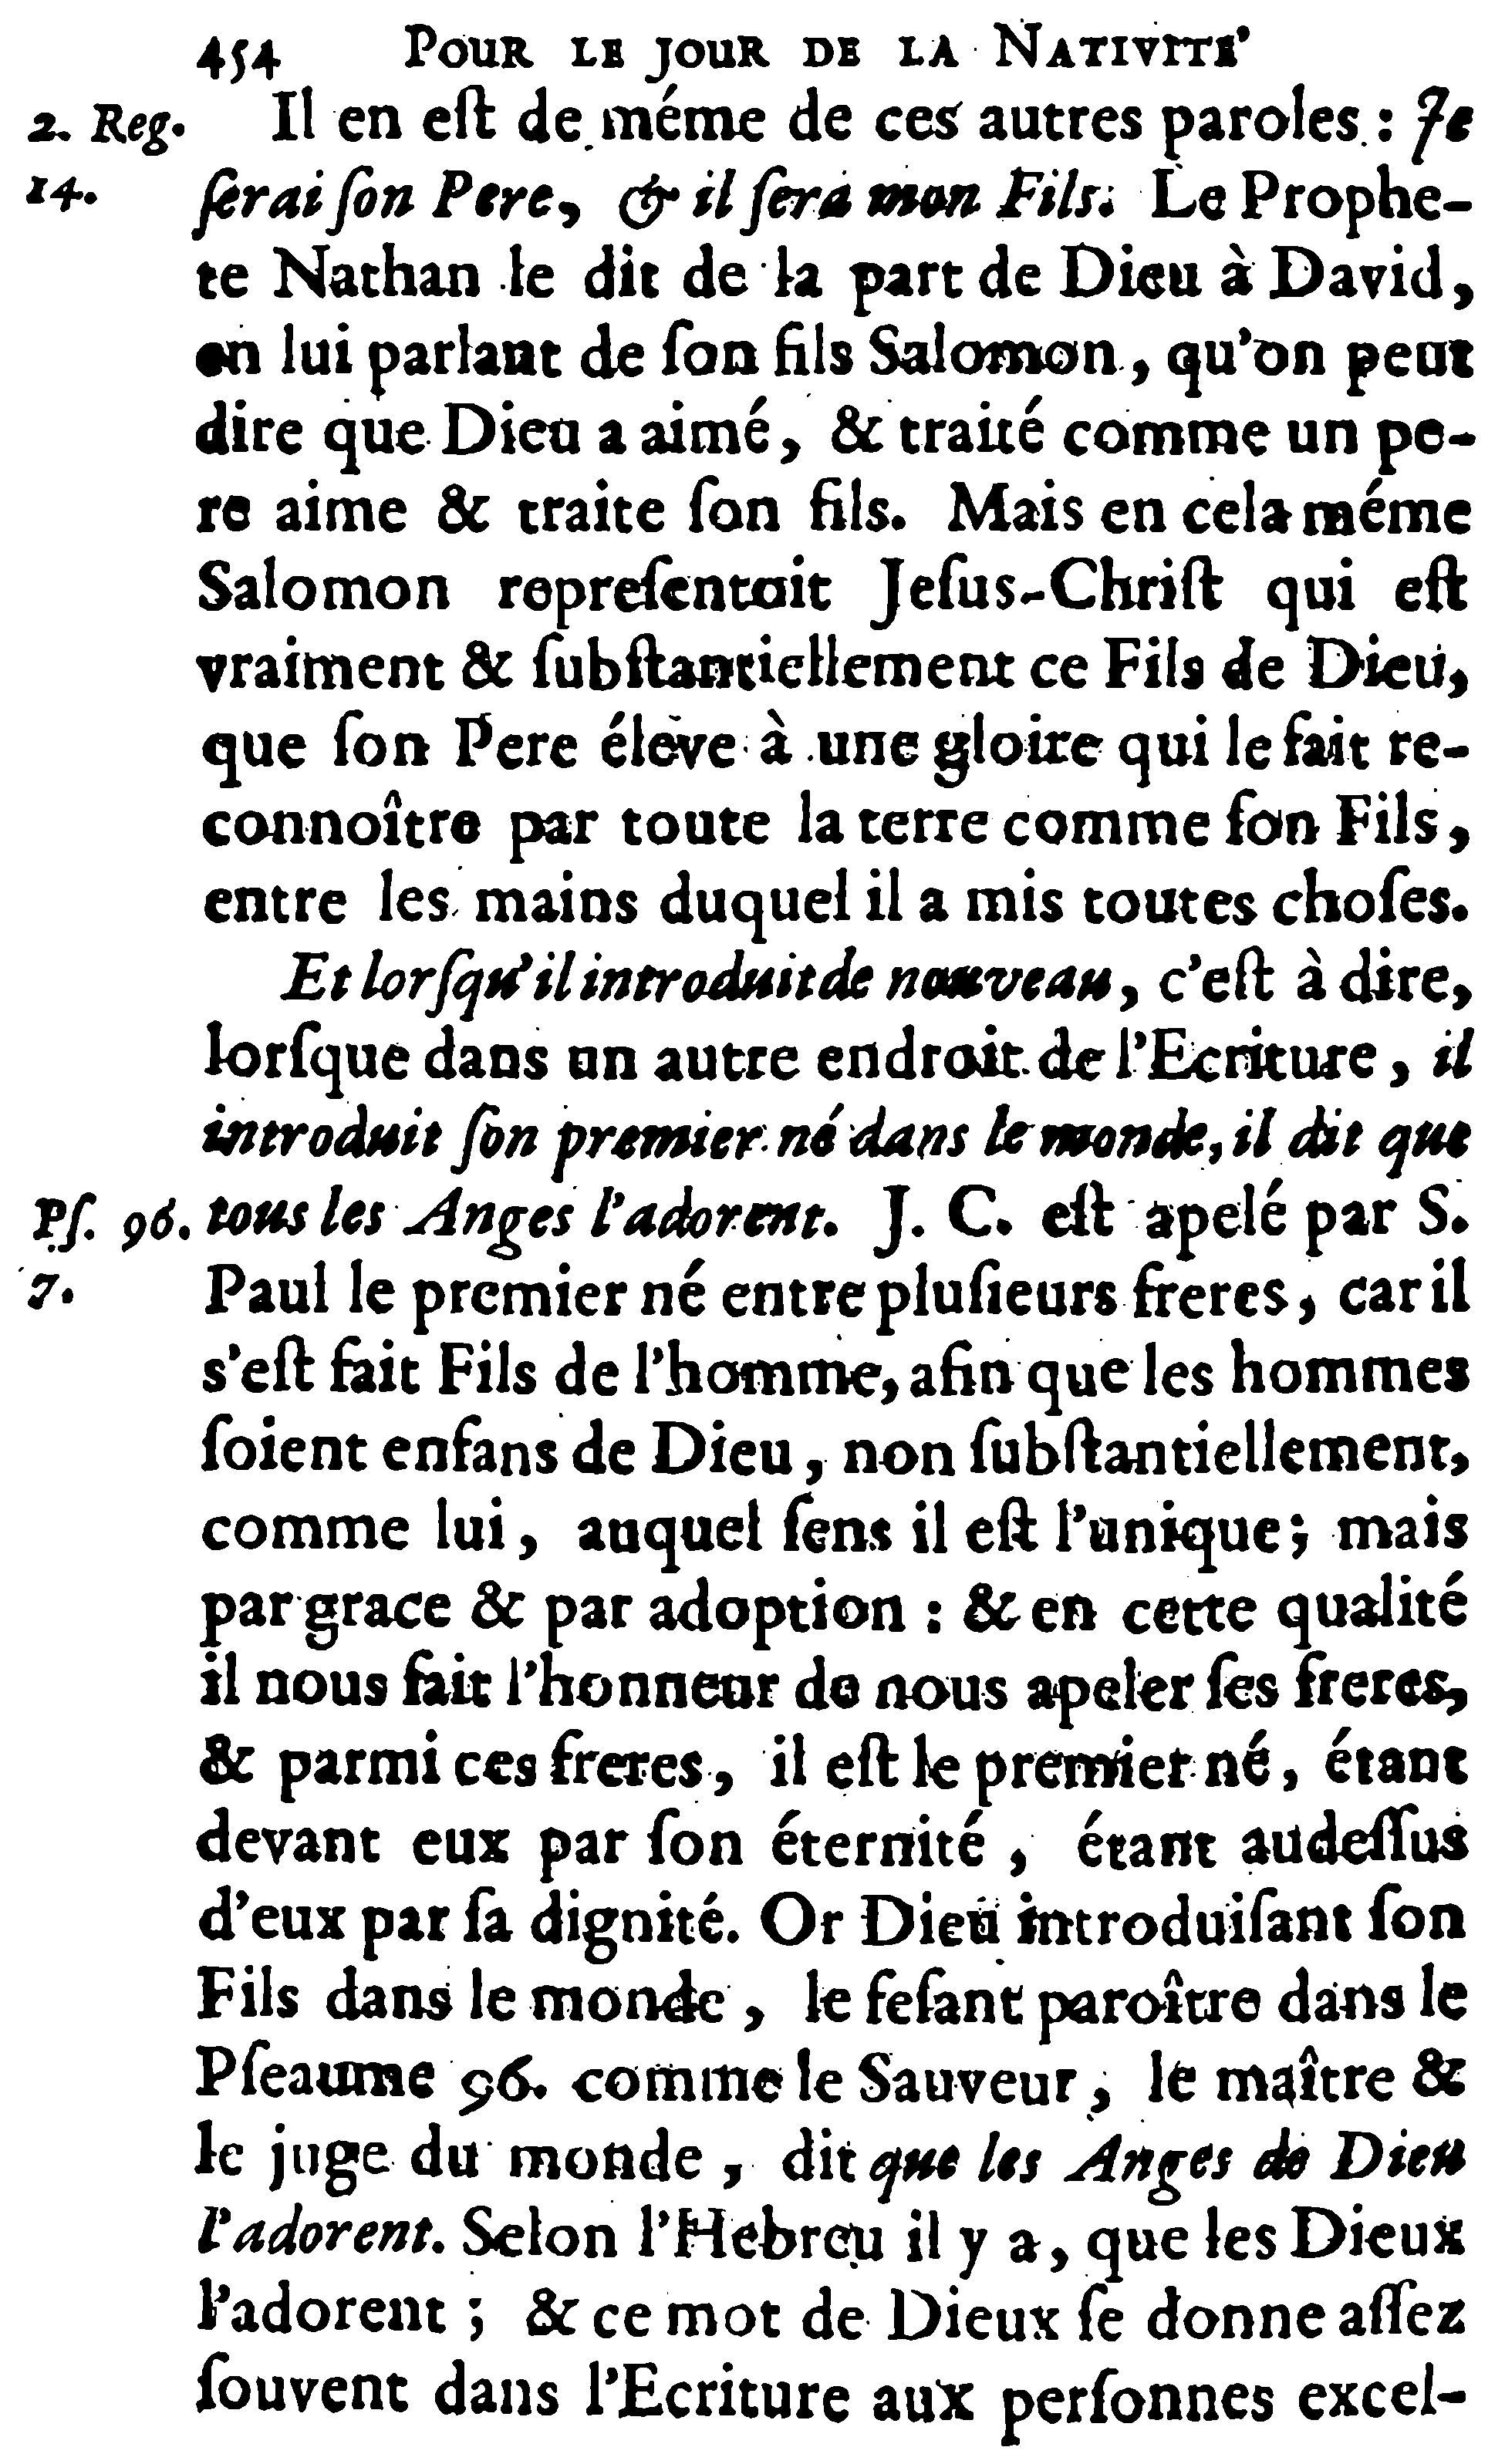 454 POUR LE JOUR DE LA NATIVITE'
2. Reg. Il en eſt de méme de ces autres paroles : Je
14. ſerai ſon Pere, & il ſera mon Fils. Le Prophe-
te Nathan le dit de la part de Dieu à David,
en lui parlant de ſon fils Salomon, qu'on peut
dire que Dieu a aimé, & traité comme un pe-
re aime & traite ſon fils. Mais en cela méme
Salomon repreſentoit Jeſus-Chriſt qui eſt
vraiment & ſubſtantiellement ce Fils de Dieu,
que ſon Pere éleve à une gloire qui le fait re-
connoître par toute la terre comme ſon Fils,
entre les mains duquel il a mis toutes choſes.
Et lorſqu'il introduit de nouveau, c'eſt à dire,
lorſque dans un autre endroit de l'Ecriture, il
introduit ſon premier né dans le monde, il dit que
Pſ. 96. tous les Anges l'adorent. J. C. eſt apelé par S.
7. Paul le premier né entre pluſieurs freres, car il
s'eſt fait Fils de l'homme, afin que les hommes
ſoient enfans de Dieu, non ſubſtantiellement,
comme lui, auquel ſens il eſt l'unique; mais
par grace & par adoption : & en cette qualité
il nous fait l'honneur de nous apeler ſes freres,
& parmi ces freres, il eſt le premier né, étant
devant eux par ſon éternité, étant audeſſus
d'eux par ſa dignité. Or Dieu introduiſant ſon
Fils dans le monde, le feſant paroître dans le
Pſeaume 96. comme le Sauveur, le maître &
le juge du monde, dit que les Anges de Dieu
l'adorent. Selon l'Hebreu il y a, que les Dieux
l'adorent; & ce mot de Dieux ſe donne aſſez
ſouvent dans l'Ecriture aux perſonnes excel-